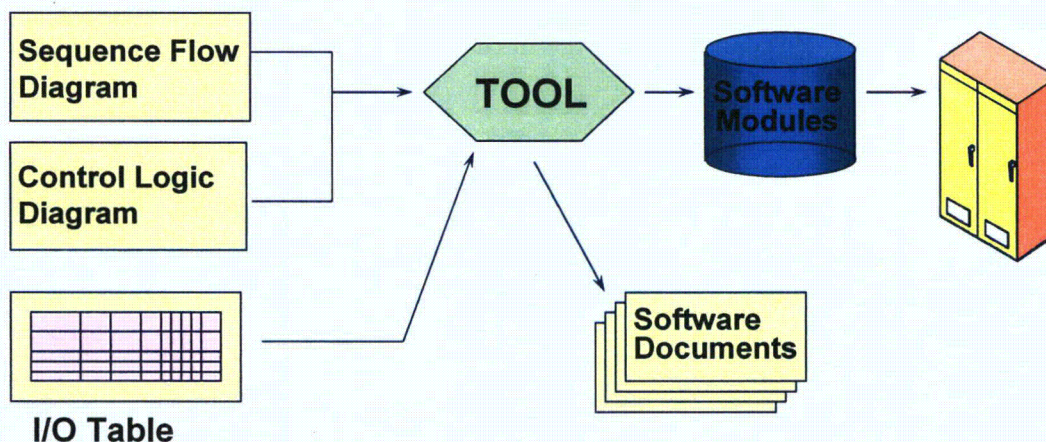 Sequence Flow
Diagram
TOOL
Software
Modules
Control Logic
Diagram
Software
Documents
I/O Table